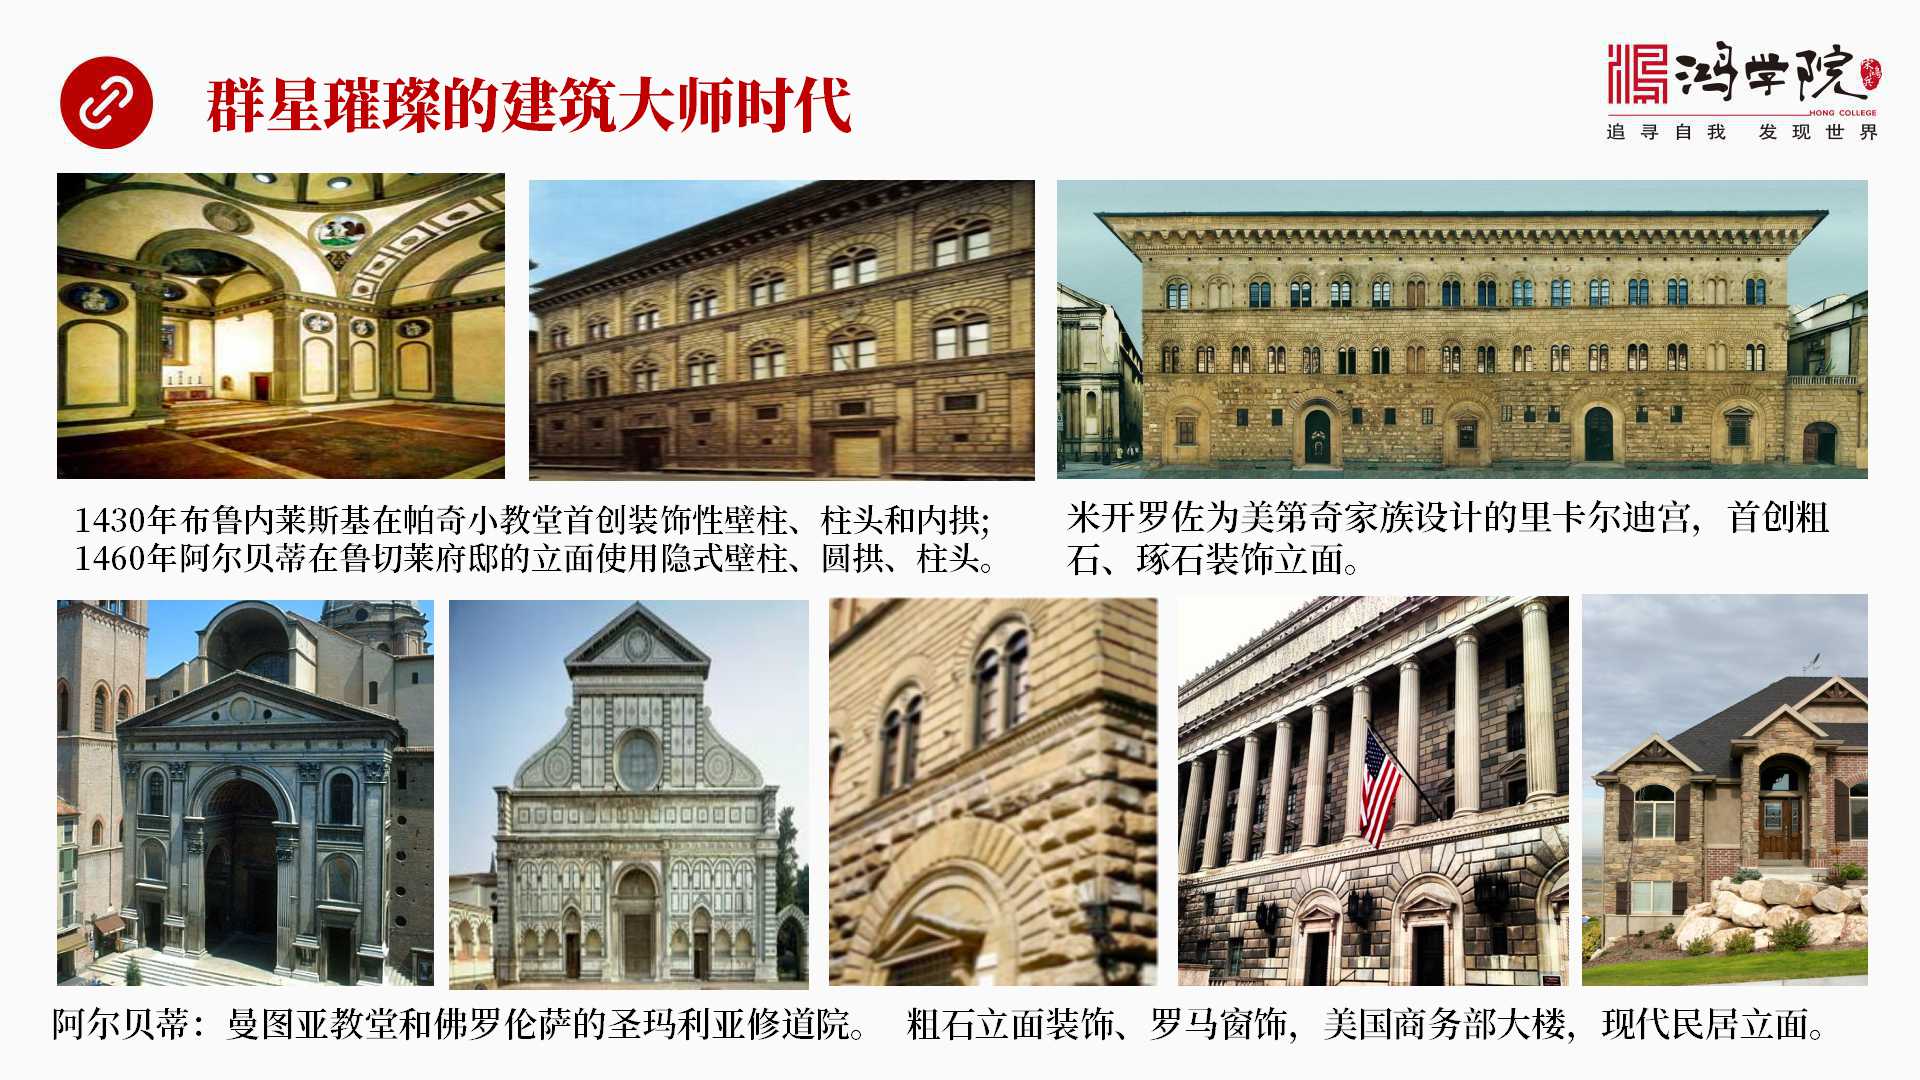 群星璀璨的建筑大师时代
鸿学院
HONG COLLEGE
追寻自我 发现世界
1430年布鲁内莱斯基在帕奇小教堂首创装饰性壁柱、柱头和内拱;
1460年阿尔贝蒂在鲁切莱府邸的立面使用隐式壁柱、圆拱、柱头。
米开罗佐为美第奇家族设计的里卡尔迪宫，首创粗
石、琢石装饰立面。
阿尔贝蒂：曼图亚教堂和佛罗伦萨的圣玛利亚修道院。
粗石立面装饰、罗马窗饰，美国商务部大楼，现代民居立面。